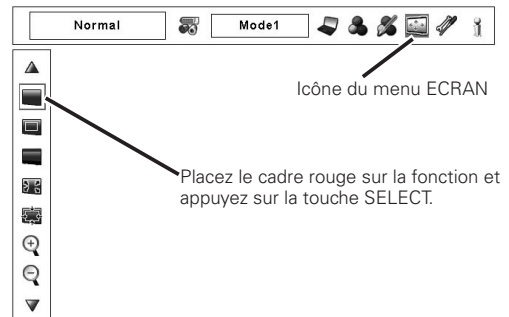 Normal
Mode1
Icône du menu ECRAN
Placez le cadre rouge sur la fonction et
appuyez sur la touche SELECT.